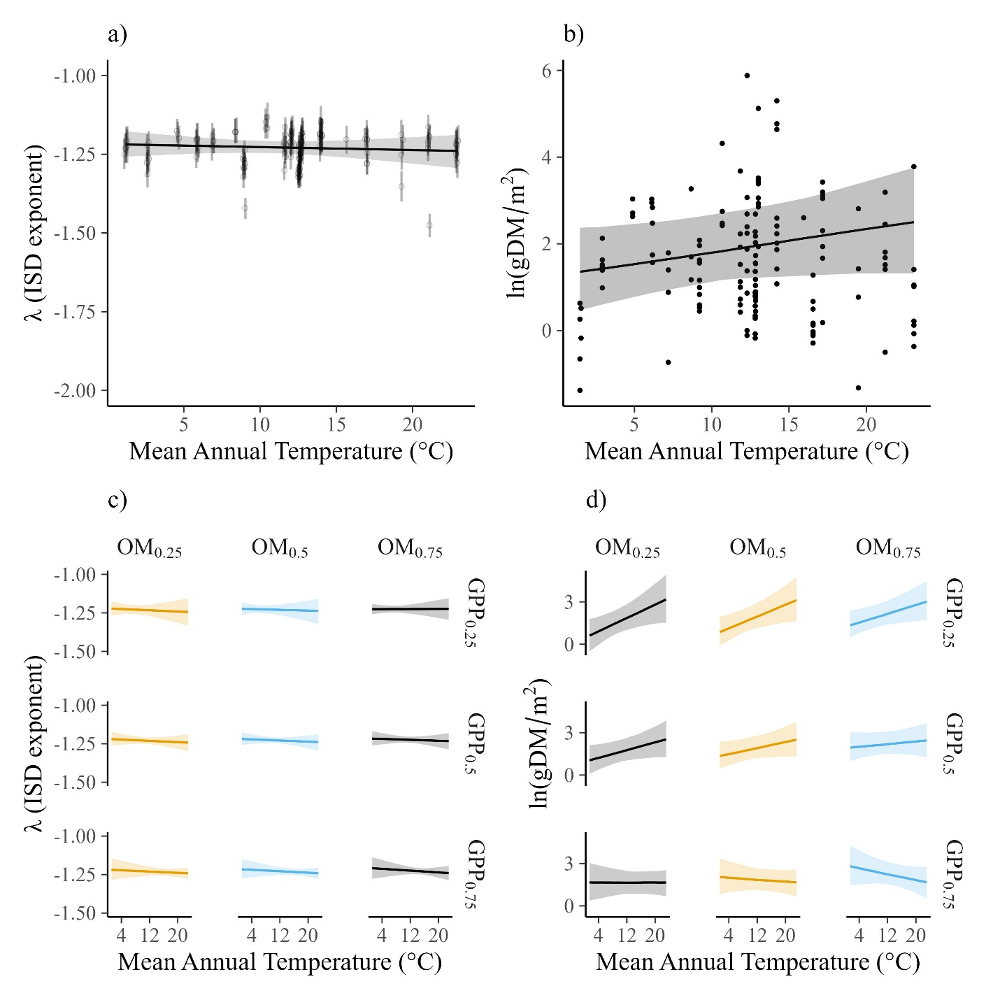 a)
-1.00
-1.25
-1.50
-1.75
-2.00
λ (ISD exponent)
5 10 15 20
Mean Annual Temperature (°C)
b)
6
4
2
0
ln(gDM/m²)
5 10 15 20
Mean Annual Temperature (°C)
c)
OM₀.₂₅ OM₀.₅ OM₀.₇₅
-1.00
-1.25
-1.50
GPP₀.₂₅
-1.00
-1.25
-1.50
GPP₀.₅
-1.00
-1.25
-1.50
GPP₀.₇₅
λ (ISD exponent)
4 12 20 4 12 20 4 12 20
Mean Annual Temperature (°C)
d)
OM₀.₂₅ OM₀.₅ OM₀.₇₅
3
0
GPP₀.₂₅
3
0
GPP₀.₅
3
0
GPP₀.₇₅
ln(gDM/m²)
4 12 20 4 12 20 4 12 20
Mean Annual Temperature (°C)